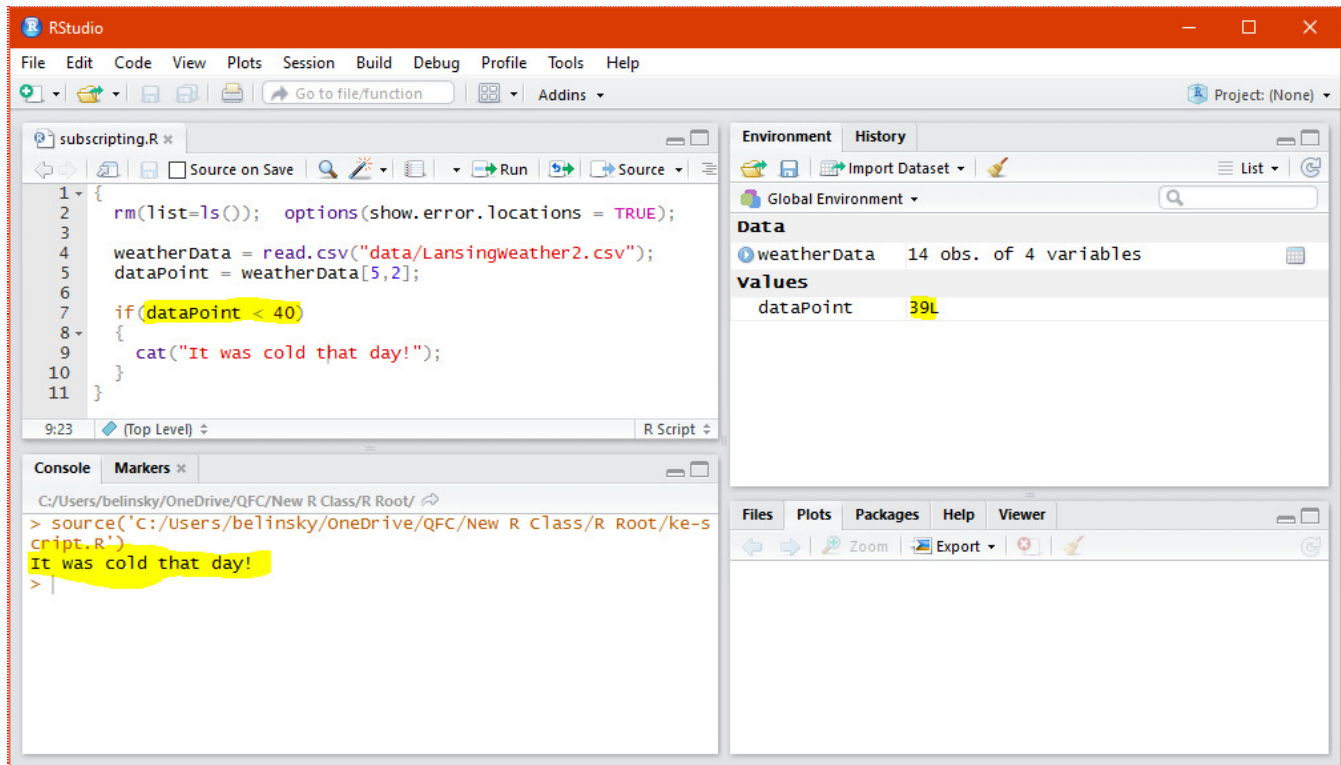 RStudio
File Edit Code View Plots Session Build Debug Profile Tools Help
Go to file/function Addins Project: (None)
subscripting.R
Source on Save Run Source
1 {
2 rm(list=ls()); options(show.error.locations = TRUE);
3
4 weatherData = read.csv("data/LansingWeather2.csv");
5 dataPoint = weatherData[5,2];
6
7 if(dataPoint < 40)
8 {
9 cat("It was cold that day!");
10 }
11 }
9:23 (Top Level) R Script
Console Markers
C:/Users/belinsky/OneDrive/QFC/New R Class/R Root/
> source('C:/Users/belinsky/OneDrive/QFC/New R Class/R Root/ke-s
cript.R')
It was cold that day!
>
Environment History
Import Dataset List
Global Environment
Data
weatherData 14 obs. of 4 variables
Values
dataPoint 39L
Files Plots Packages Help Viewer
Zoom Export